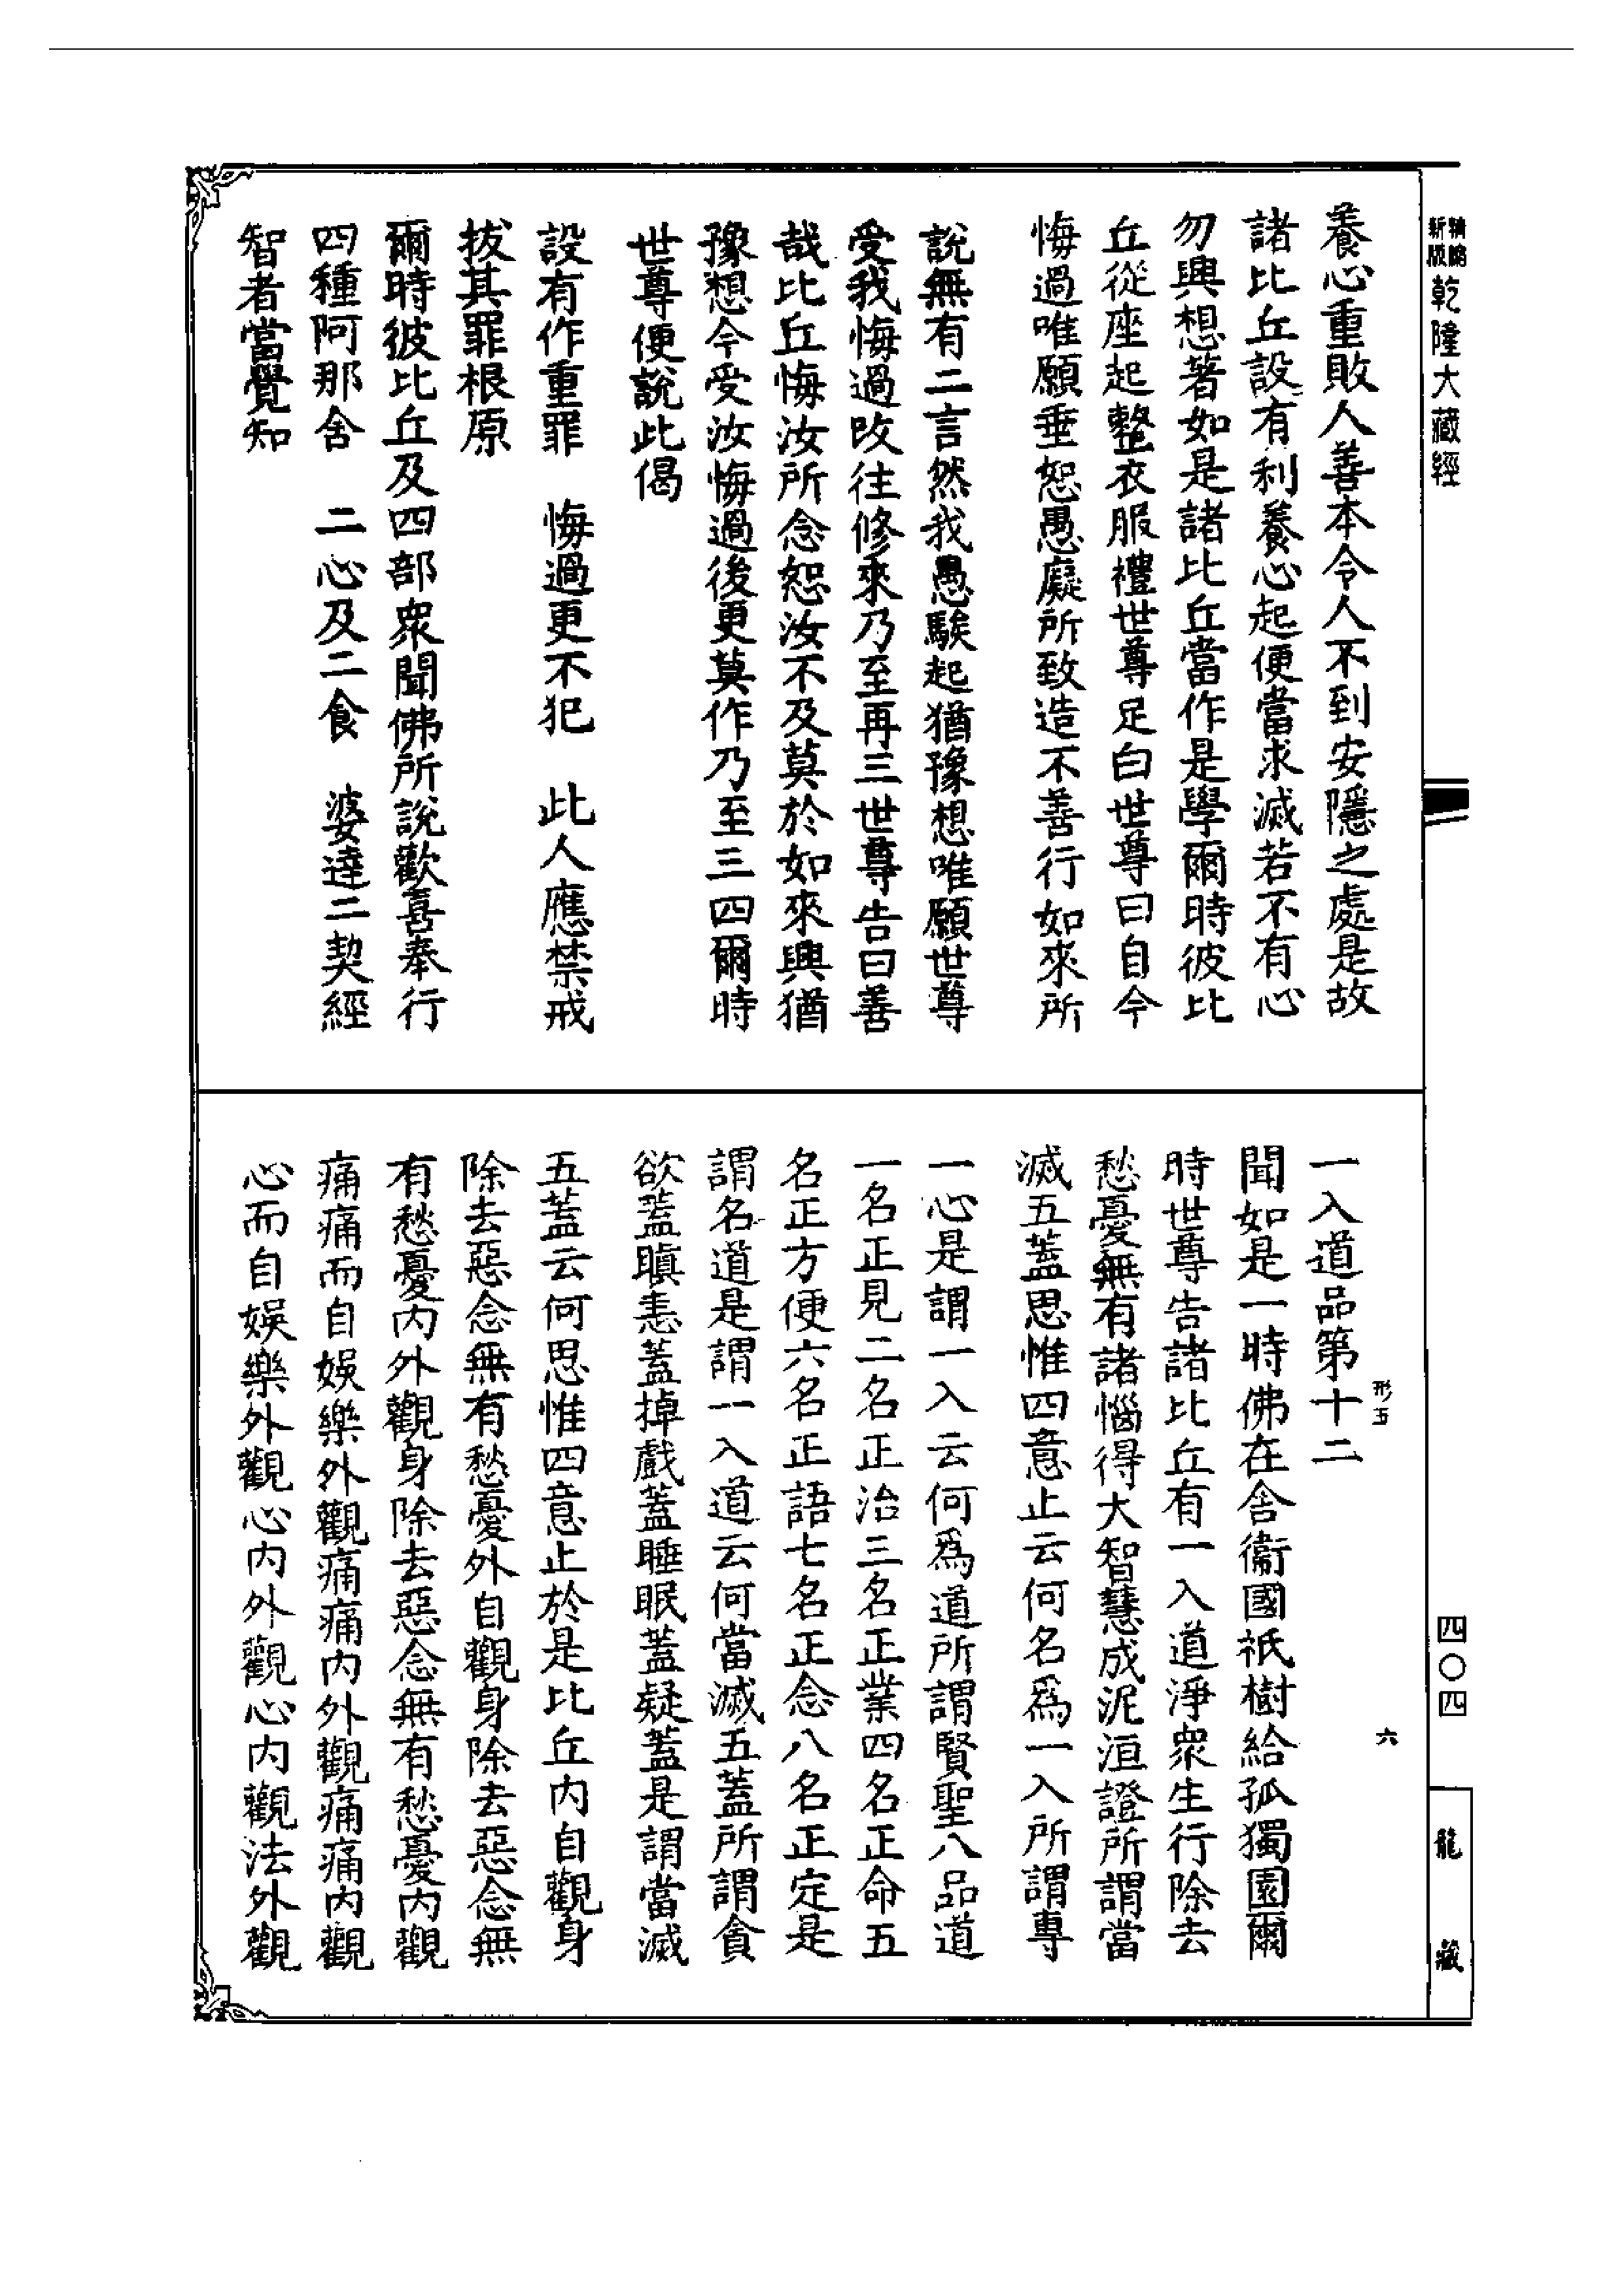 新版
精縮
乾隆大藏經
養心重敗人善本令人不到安隱之處是故
諸比丘設有利養心起便當求滅若不有心
勿興想著如是諸比丘當作是學爾時彼比
丘從座起整衣服禮世尊足白世尊曰自今
悔過唯願垂恕愚癡所致造不善行如來所
說無有二言然我愚騃起猶豫想唯願世尊
受我悔過改往修來乃至再三世尊告曰善
哉比丘悔汝所念恕汝不及莫於如來興猶
豫想今受汝悔過後更莫作乃至三四爾時
世尊便說此偈
設有作重罪　悔過更不犯　此人應禁戒
拔其罪根原
爾時彼比丘及四部衆聞佛所說歡喜奉行
四種阿那含　二心及二食　婆達二契經
智者當覺知
四〇四
龍藏
形五
六
一入道品第十二
聞如是一時佛在舍衞國祇樹給孤獨園爾
時世尊告諸比丘有一入道淨衆生行除去
愁憂無有諸惱得大智慧成泥洹證所謂當
滅五蓋思惟四意止云何名爲一入所謂專
一心是謂一入云何爲道所謂賢聖八品道
一名正見二名正治三名正業四名正命五
名正方便六名正語七名正念八名正定是
謂名道是謂一入道云何當滅五蓋所謂貪
欲蓋瞋恚蓋掉戲蓋睡眠蓋疑蓋是謂當滅
五蓋云何思惟四意止於是比丘內自觀身
除去惡念無有愁憂外自觀身除去惡念無
有愁憂內外觀身除去惡念無有愁憂內觀
痛痛而自娛樂外觀痛痛內外觀痛痛內觀
心而自娛樂外觀心內外觀心內觀法外觀